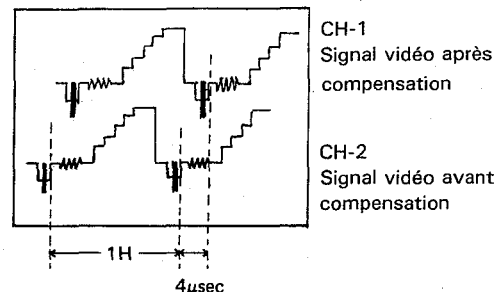 CH-1
Signal vidéo après
compensation
CH-2
Signal vidéo avant
compensation
1H
4μsec